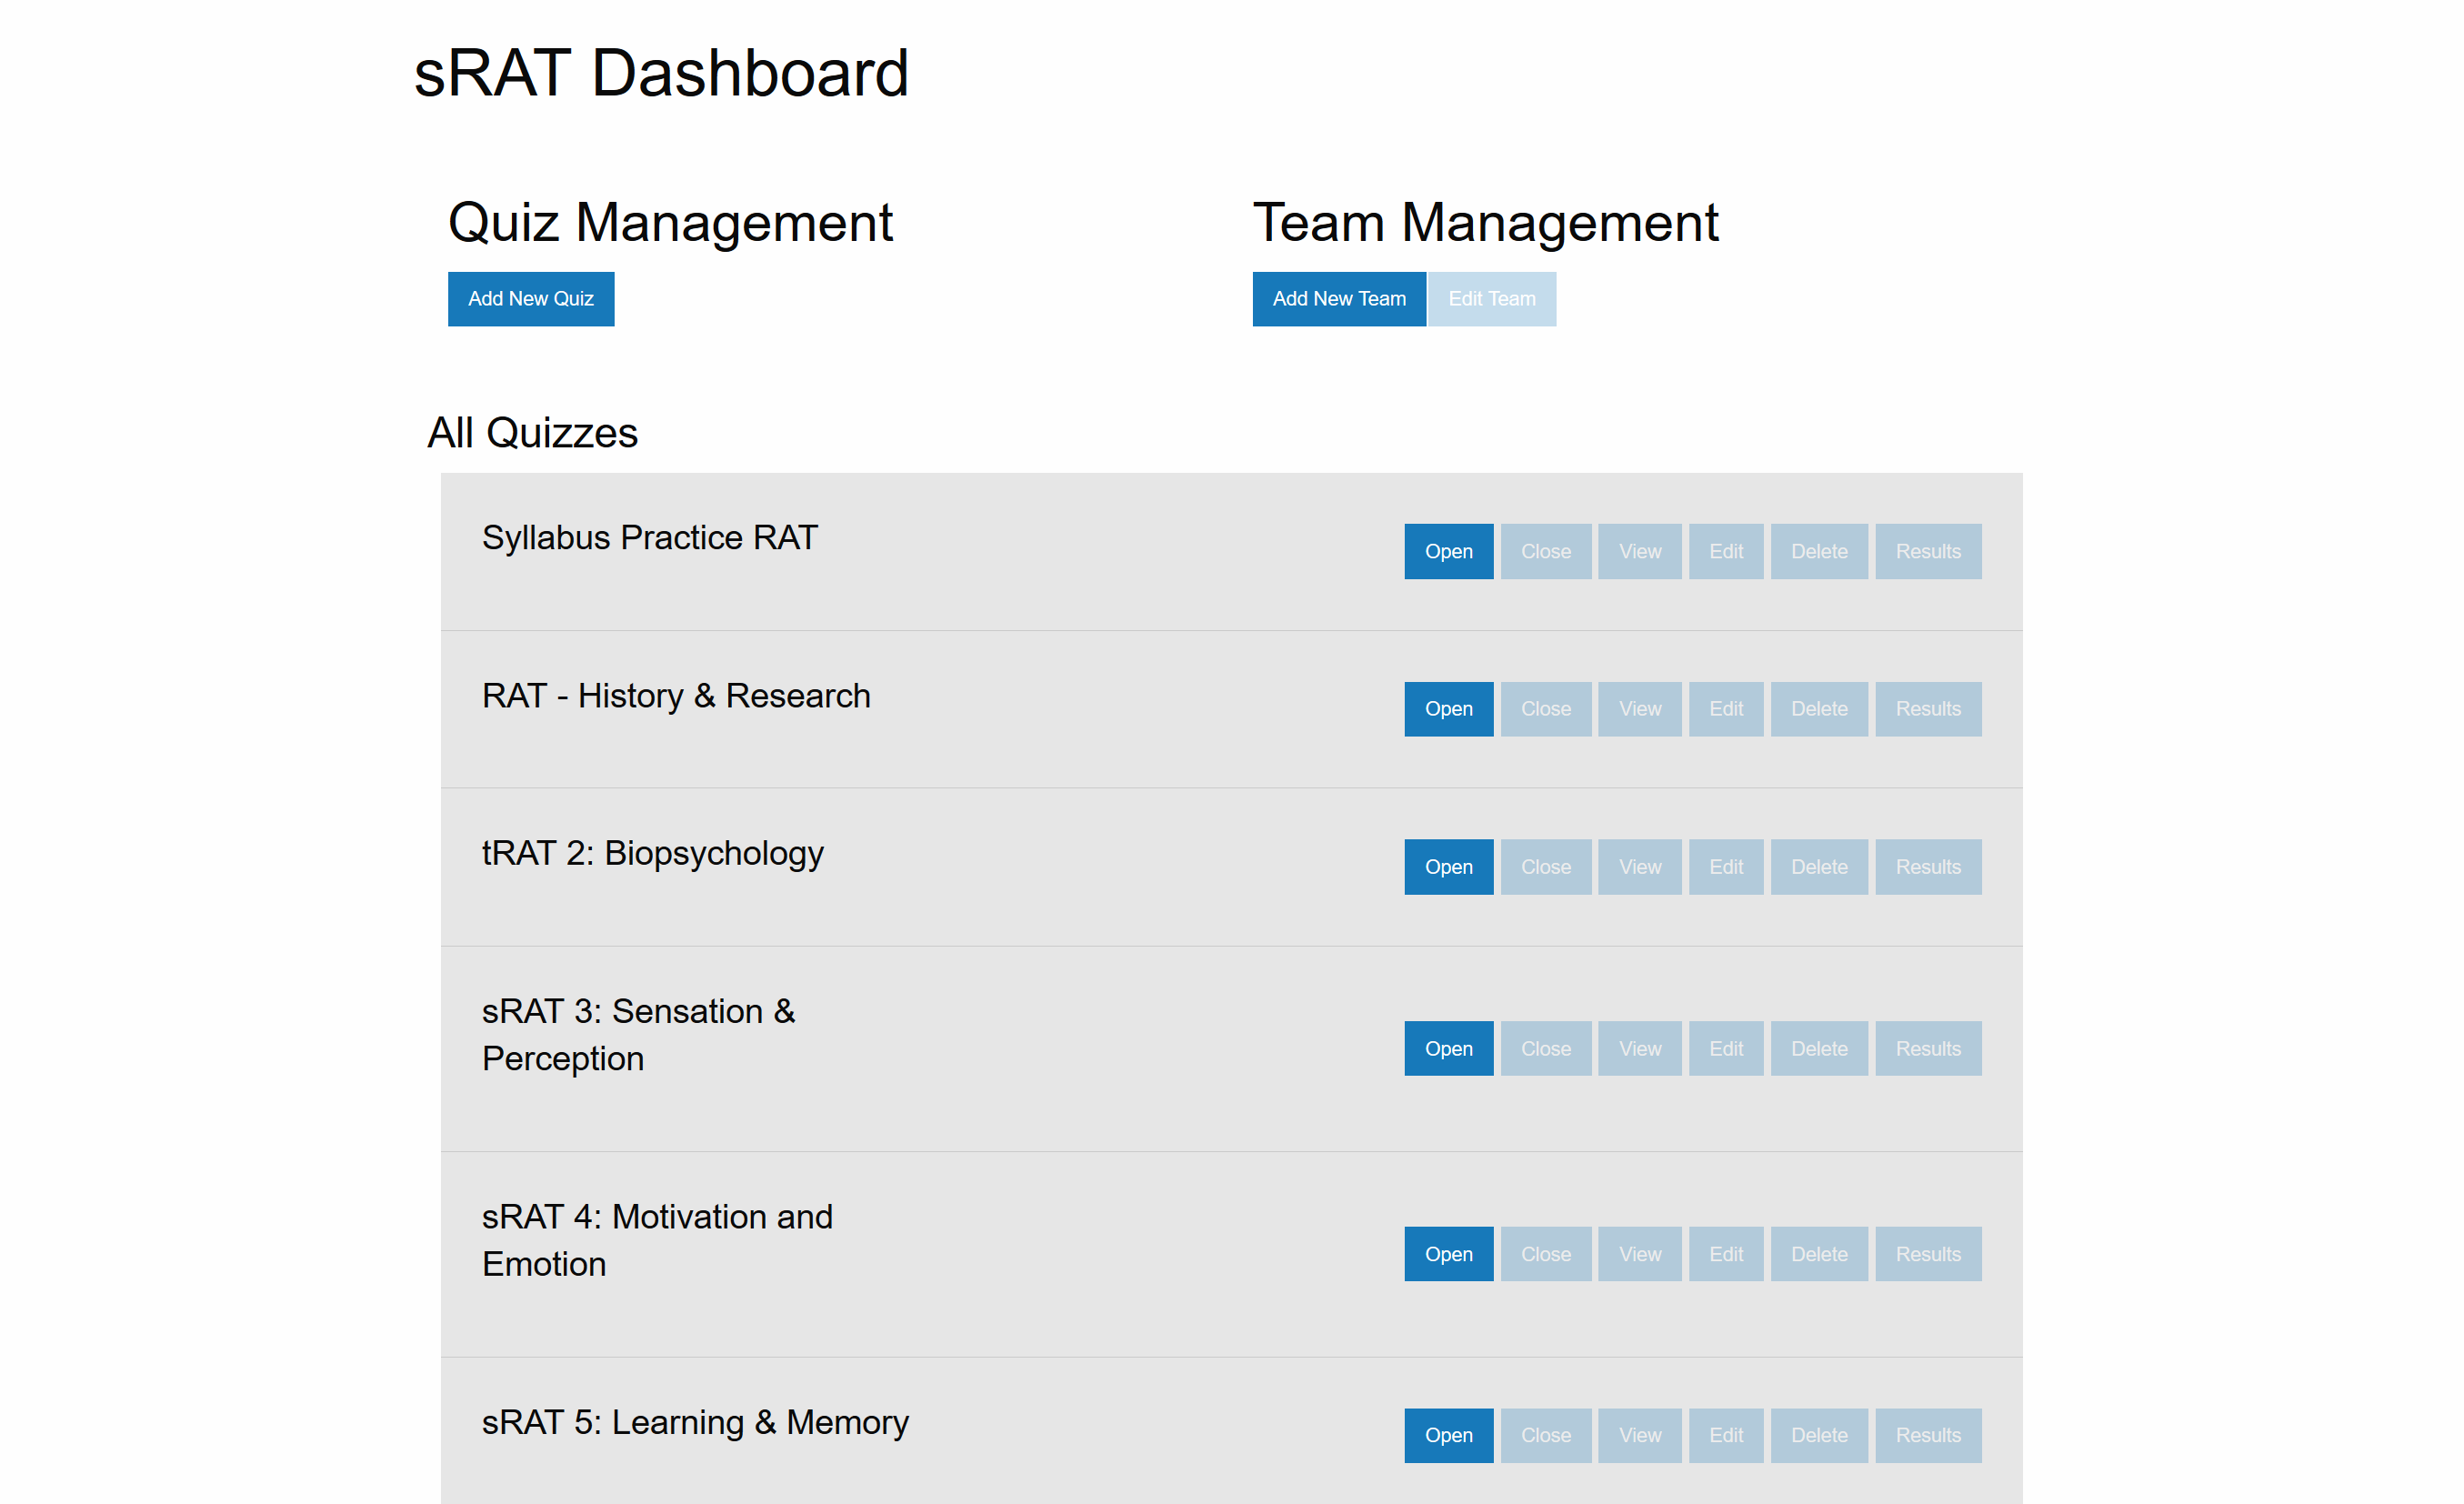 sRAT Dashboard
Quiz Management
Add New Quiz
Team Management
Add New Team Edit Team
All Quizzes
Syllabus Practice RAT
Open Close View Edit Delete Results
RAT - History & Research
Open Close View Edit Delete Results
tRAT 2: Biopsychology
Open Close View Edit Delete Results
sRAT 3: Sensation &
Perception
Open Close View Edit Delete Results
sRAT 4: Motivation and
Emotion
Open Close View Edit Delete Results
sRAT 5: Learning & Memory
Open Close View Edit Delete Results